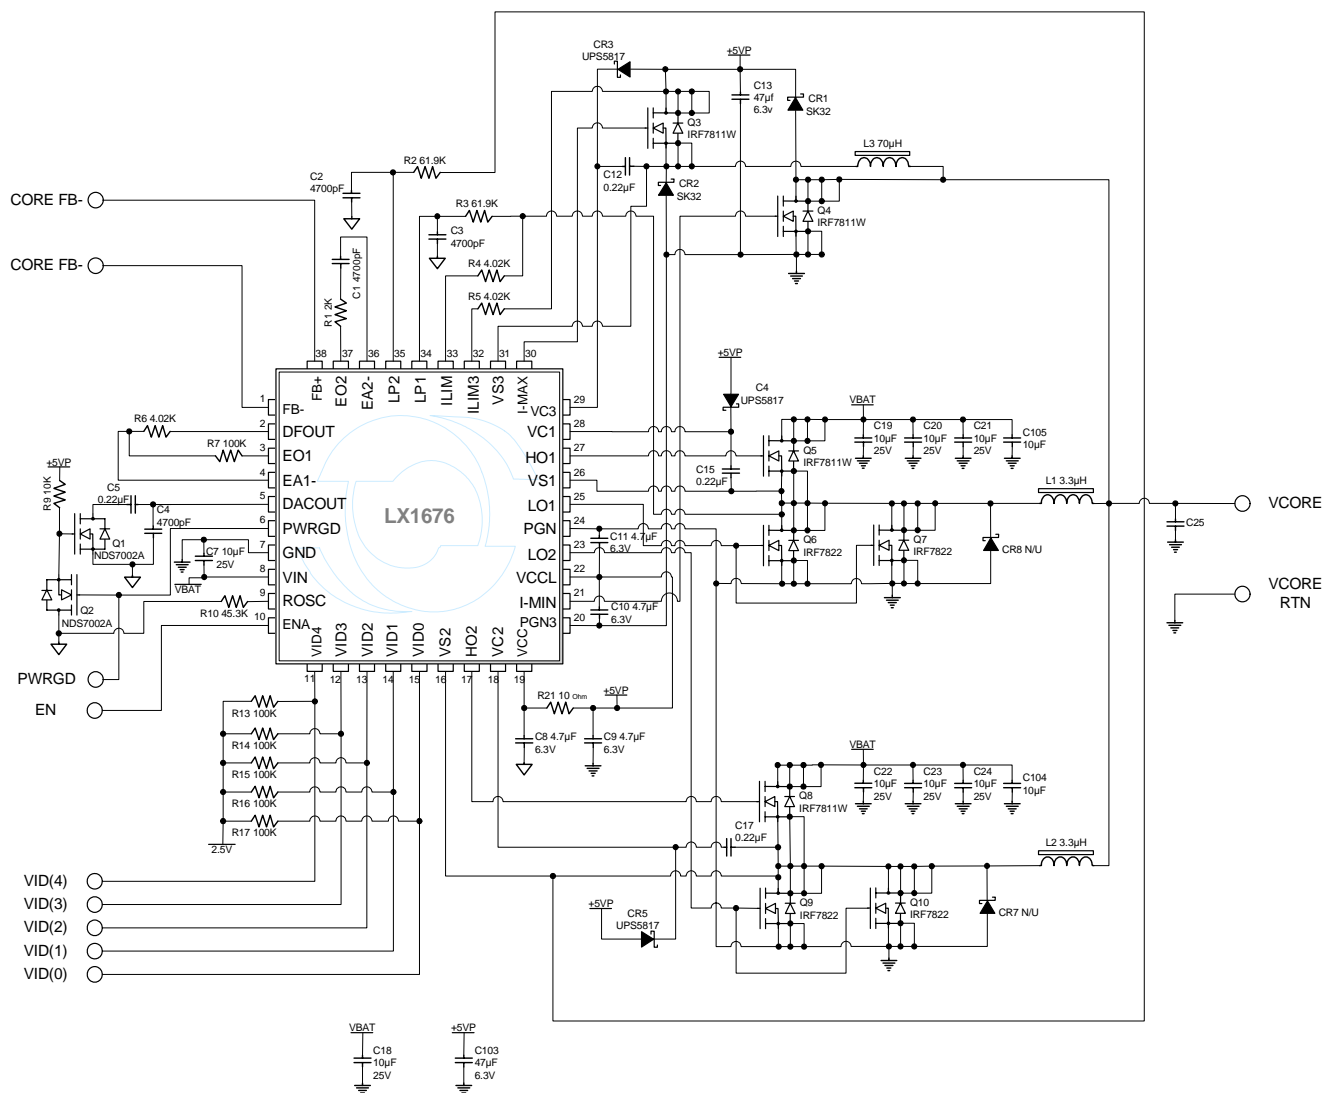 CR3
UPS5817
+5VP
C13
47µf
6.3v
CR1
SK32
Q3
IRF7811W
L3 70µH
C2
4700pF
R2 61.9K
C12
0.22µF
CR2
SK32
CORE FB-
R3 61.9K
C3
4700pF
Q4
IRF7811W
CORE FB-
C1 4700pF
R1 2K
R4 4.02K
R5 4.02K
38 37 36 35 34 33 32 31 30
FB+ EO2 EA2- LP2 LP1 ILIM ILIM3 VS3 I-MAX
+5VP
C4
UPS5817
1 FB-
2 DFOUT
3 EO1
4 EA1-
5 DACOUT
6 PWRGD
7 GND
8 VIN
9 ROSC
10 ENA
LX1676
VC3 29
VC1 28
HO1 27
VS1 26
LO1 25
PGN 24
LO2 23
VCCL 22
I-MIN 21
PGN3 20
R6 4.02K
R7 100K
+5VP
R9 10K
C5
0.22µF
C4
4700pF
Q1
NDS7002A
C7 10µF
25V
VBAT
Q2
NDS7002A
R10 45.3K
PWRGD
EN
VBAT
C19
10µF
25V
C20
10µF
25V
C21
10µF
25V
C105
10µF
Q5
IRF7811W
C15
0.22µF
L1 3.3µH
VCORE
C25
Q6
IRF7822
Q7
IRF7822
CR8 N/U
C11 4.7µF
6.3V
C10 4.7µF
6.3V
VCORE
RTN
VID4 VID3 VID2 VID1 VID0 VS2 HO2 VC2 VCC
11 12 13 14 15 16 17 18 19
R13 100K
R14 100K
R15 100K
R16 100K
R17 100K
2.5V
R21 10 Ohm
+5VP
C8 4.7µF
6.3V
C9 4.7µF
6.3V
VBAT
C22
10µF
25V
C23
10µF
25V
C24
10µF
25V
C104
10µF
Q8
IRF7811W
C17
0.22µF
L2 3.3µH
VID(4)
VID(3)
VID(2)
VID(1)
VID(0)
+5VP
CR5
UPS5817
Q9
IRF7822
Q10
IRF7822
CR7 N/U
VBAT
C18
10µF
25V
+5VP
C103
47µF
6.3V